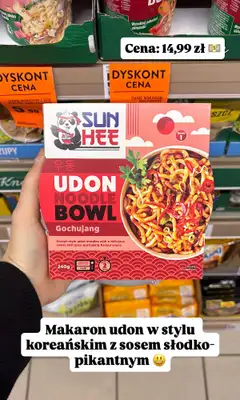 Cena: 14,99 zł 💵
DYSKONT
CENA
DYSKONT
CENA
SUN
HEE
UDON
NOODLE
BOWL
Gochujang
240g
Makaron udon w stylu
koreańskim z sosem słodko-
pikantnym 😃